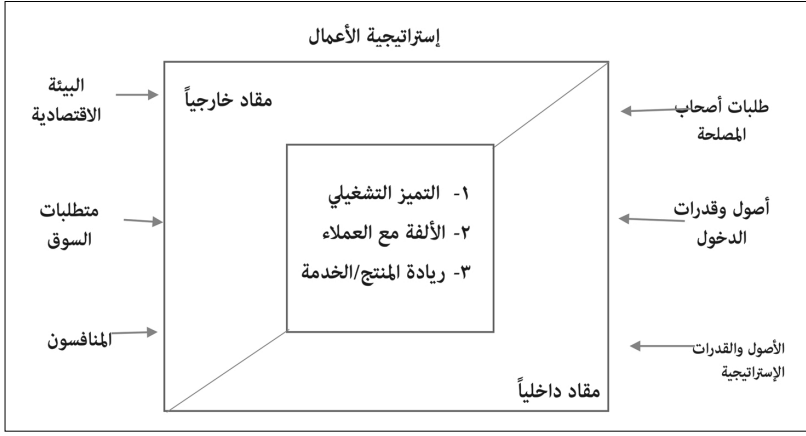 إستراتيجية الأعمال
مقاد خارجياً
طلبات أصحاب
المصلحة
أصول وقدرات
الدخول
الأصول والقدرات
الإستراتيجية
١- التميز التشغيلي
٢- الألفة مع العملاء
٣- ريادة المنتج/الخدمة
البيئة
الاقتصادية
متطلبات
السوق
المنافسون
مقاد داخلياً